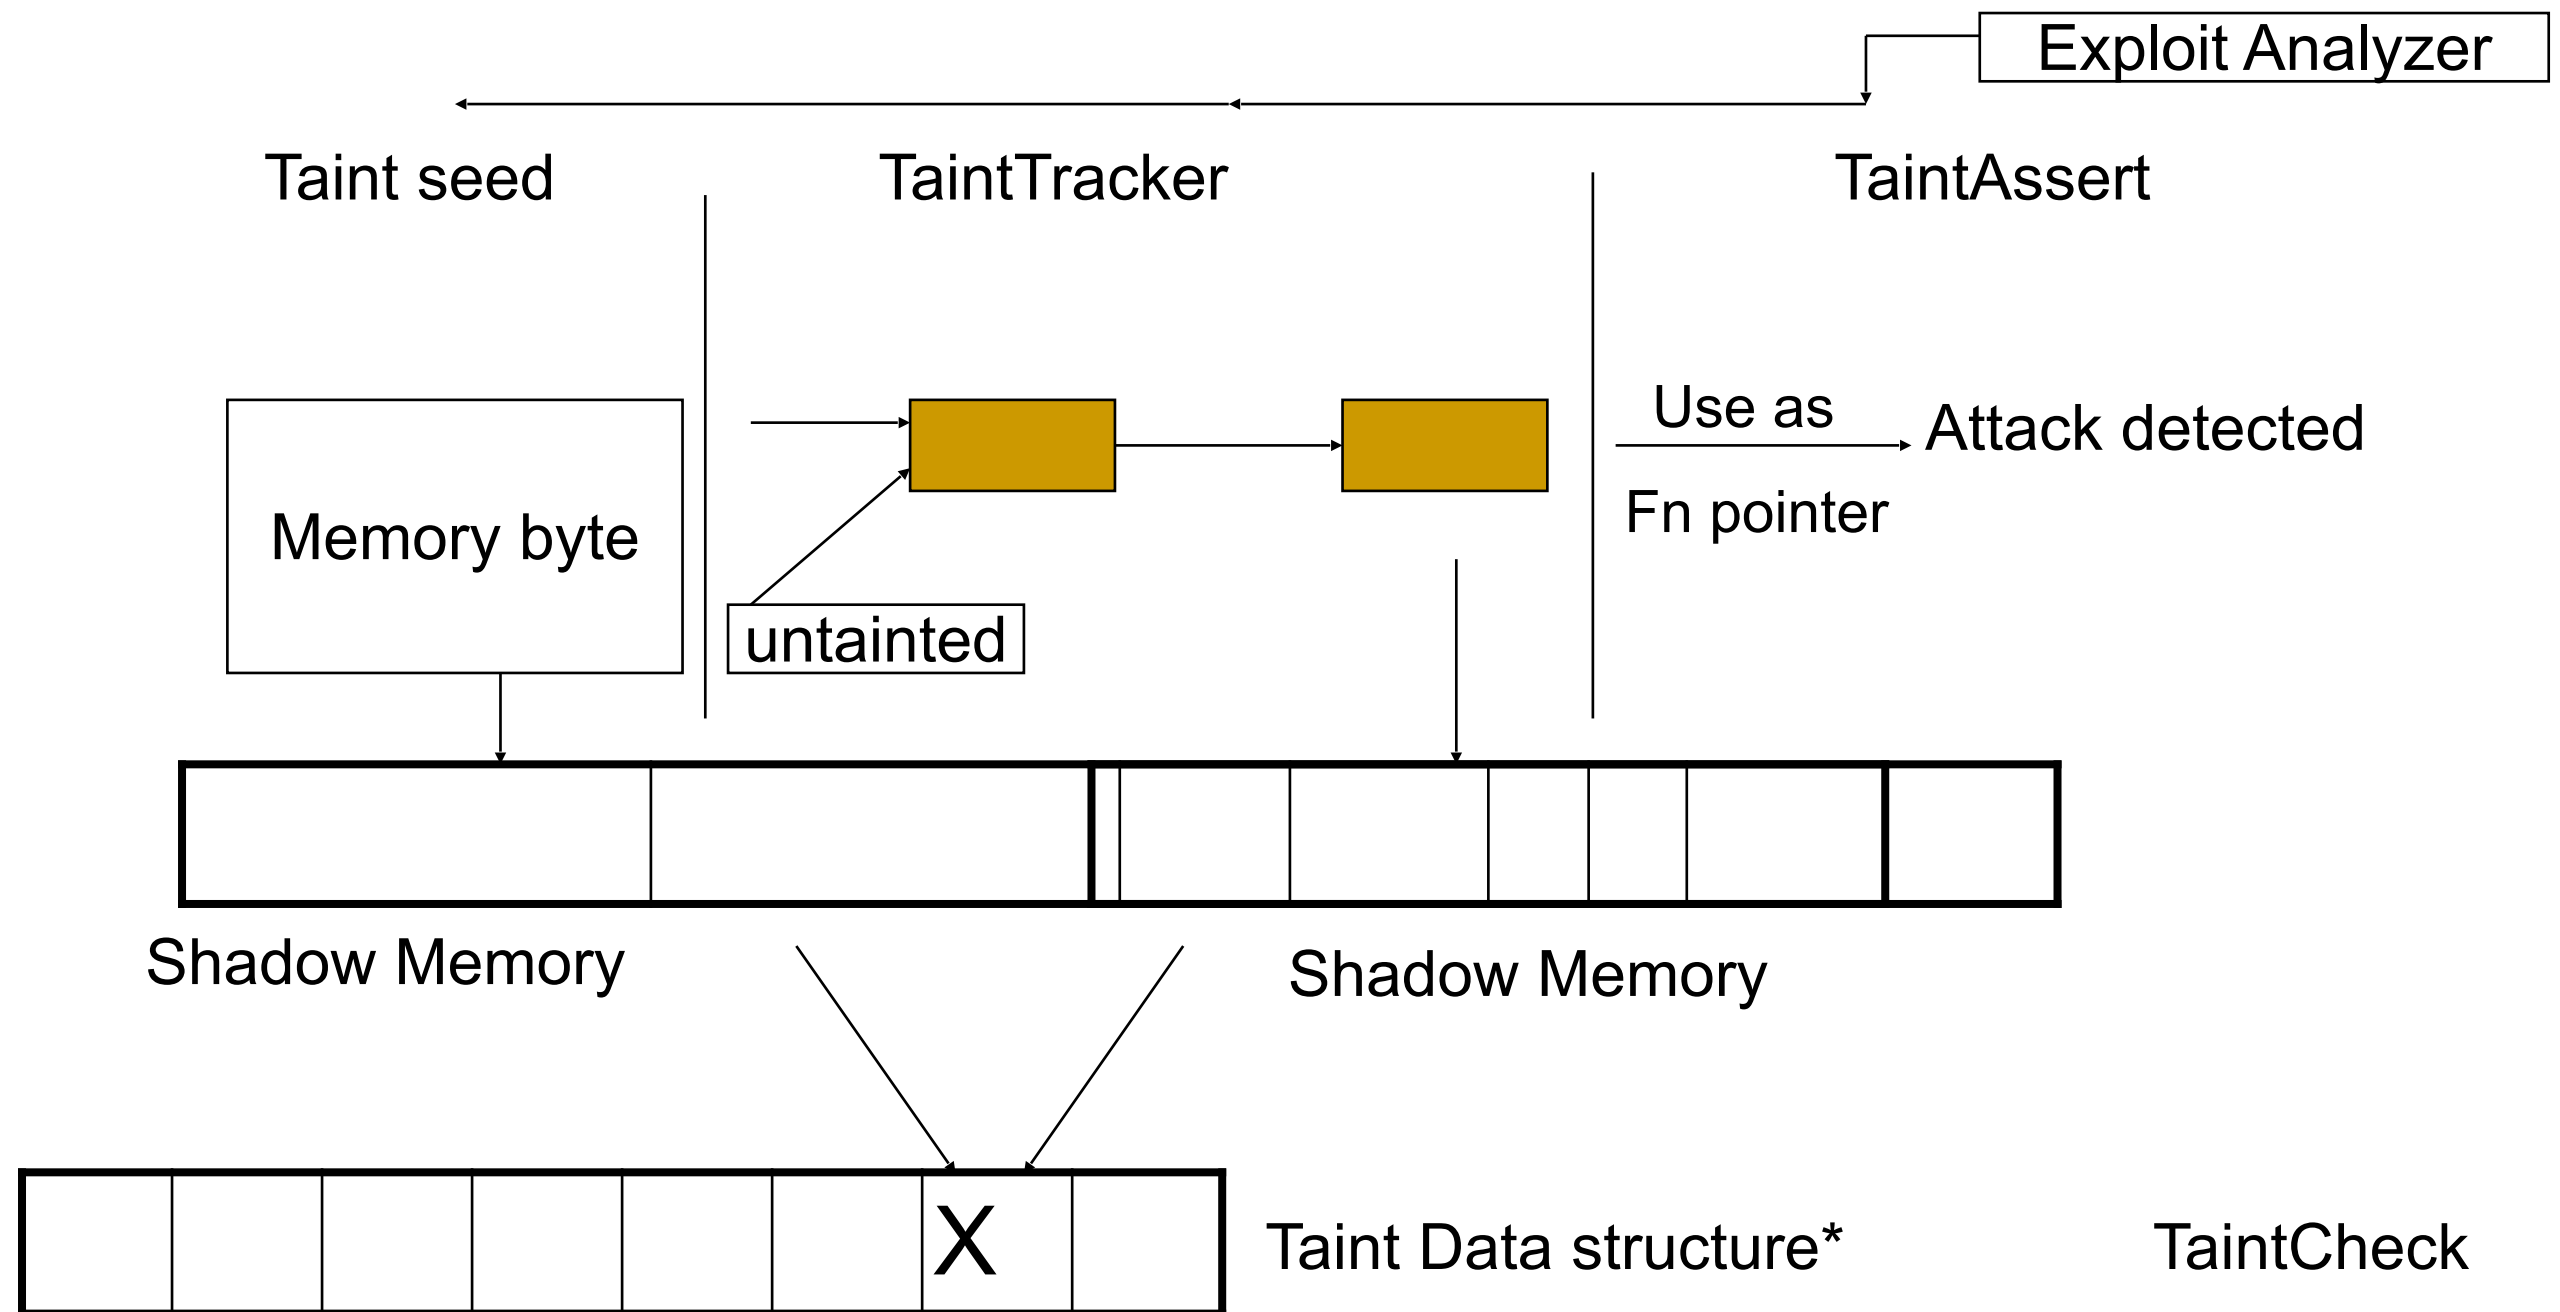 Exploit Analyzer
Taint seed
TaintTracker
TaintAssert
Use as
Attack detected
Fn pointer
Memory byte
untainted
Shadow Memory
Shadow Memory
X
Taint Data structure*
TaintCheck